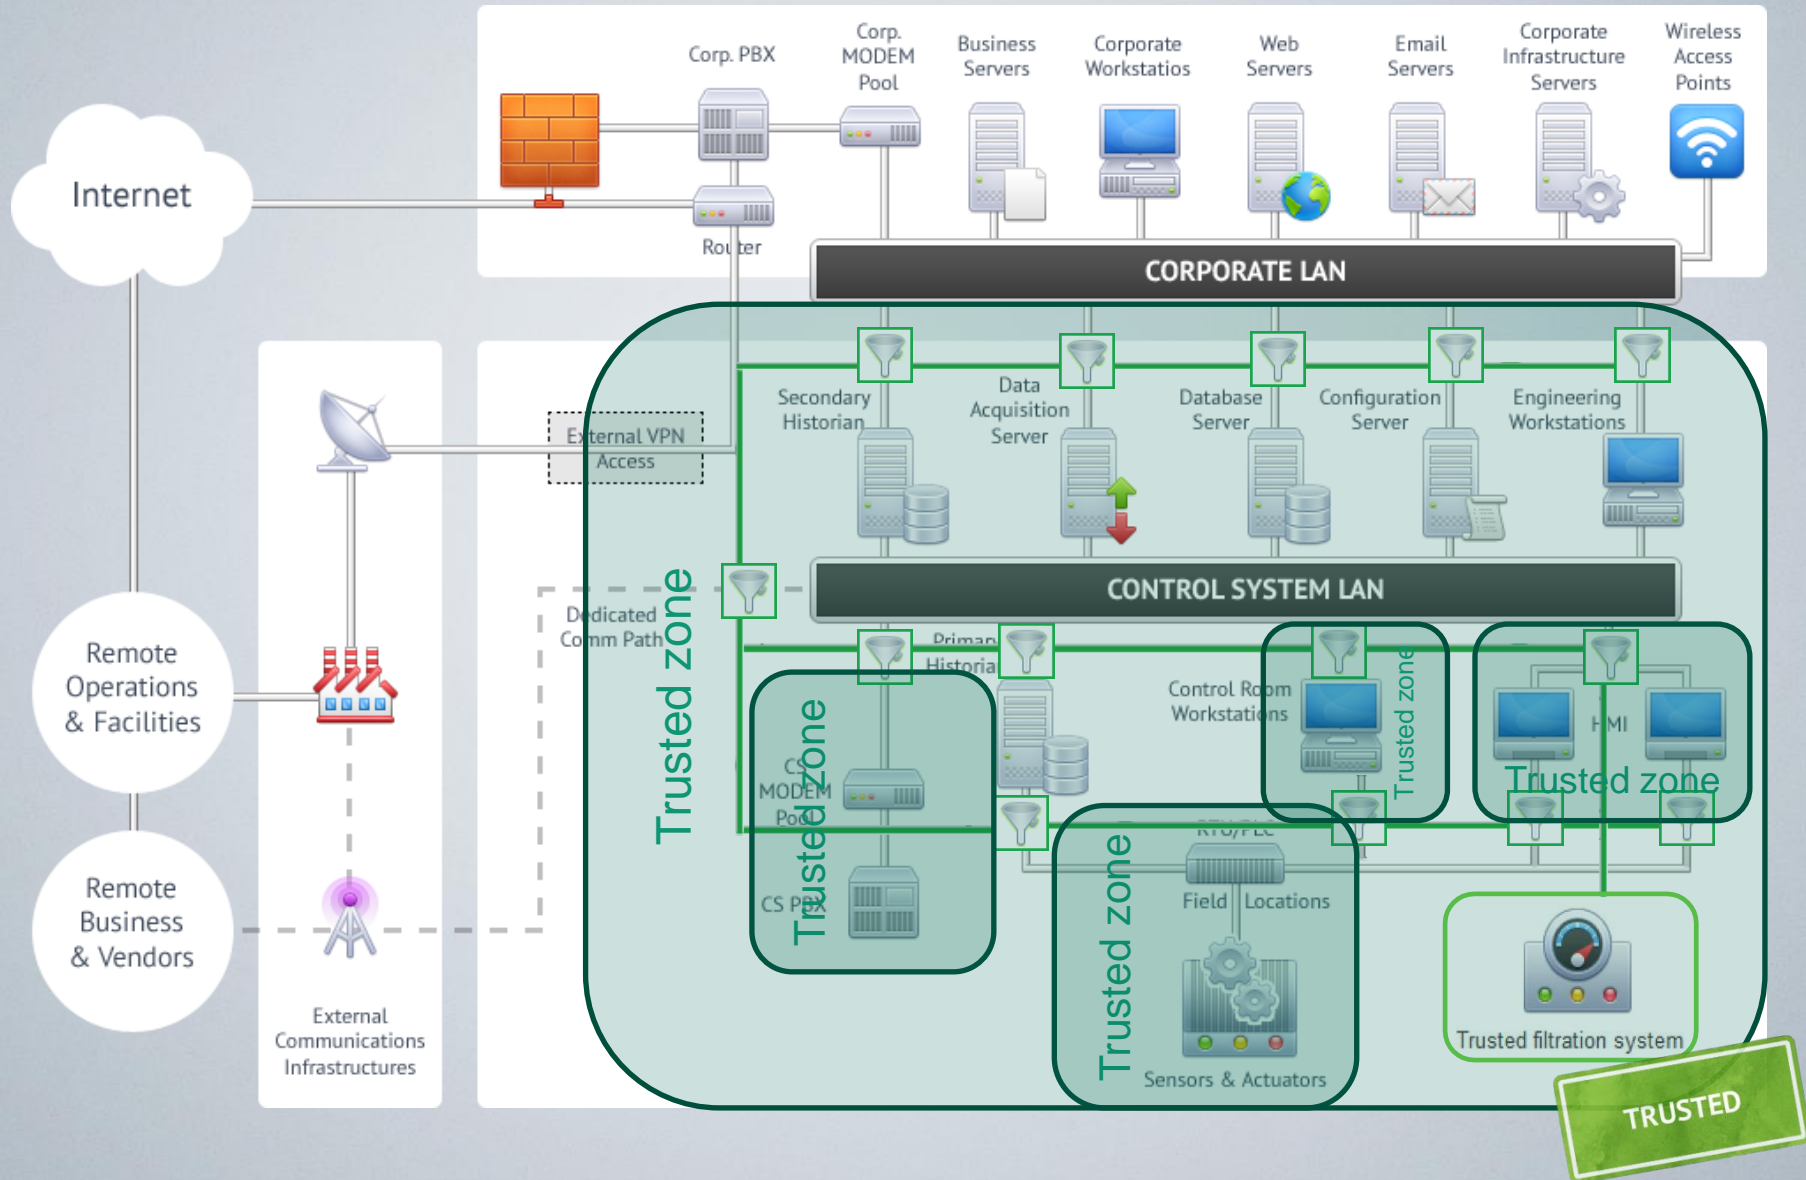 Corp. PBX
Corp.
MODEM
Pool
Business
Servers
Corporate
Workstatios
Web
Servers
Email
Servers
Corporate
Infrastructure
Servers
Wireless
Access
Points
Internet
Router
CORPORATE LAN
Secondary
Historian
Data
Acquisition
Server
Database
Server
Configuration
Server
Engineering
Workstations
External VPN
Access
CONTROL SYSTEM LAN
Dedicated
Comm Path
Trusted zone
Primary
Historian
Remote
Operations
& Facilities
Control Room
Workstations
Trusted zone
HMI
Trusted zone
CS
MODEM
Pool
Trusted zone
CS PBX
RTU/PLC
Field Locations
Trusted zone
Sensors & Actuators
Remote
Business
& Vendors
External
Communications
Infrastructures
Trusted filtration system
TRUSTED